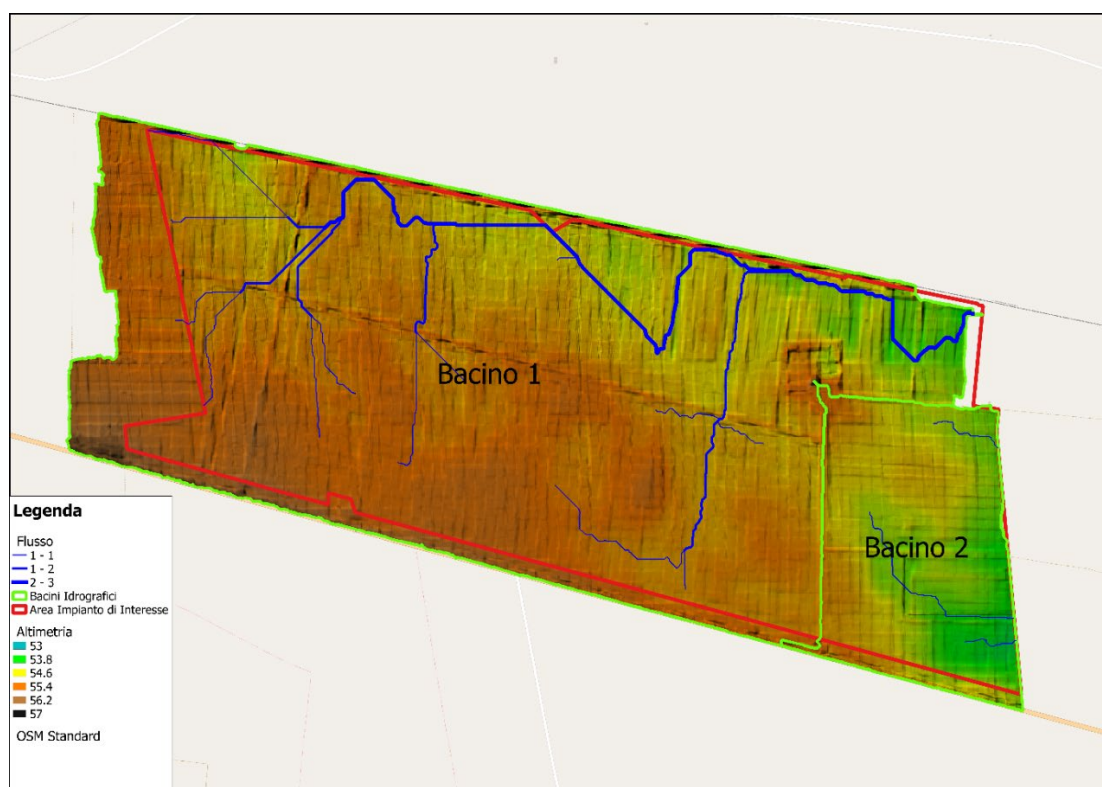 Bacino 1
Bacino 2
Legenda
Flusso
1 - 1
1 - 2
2 - 3
Bacini Idrografici
Area Impianto di Interesse
Altimetria
53
53.8
54.6
55.4
56.2
57
OSM Standard